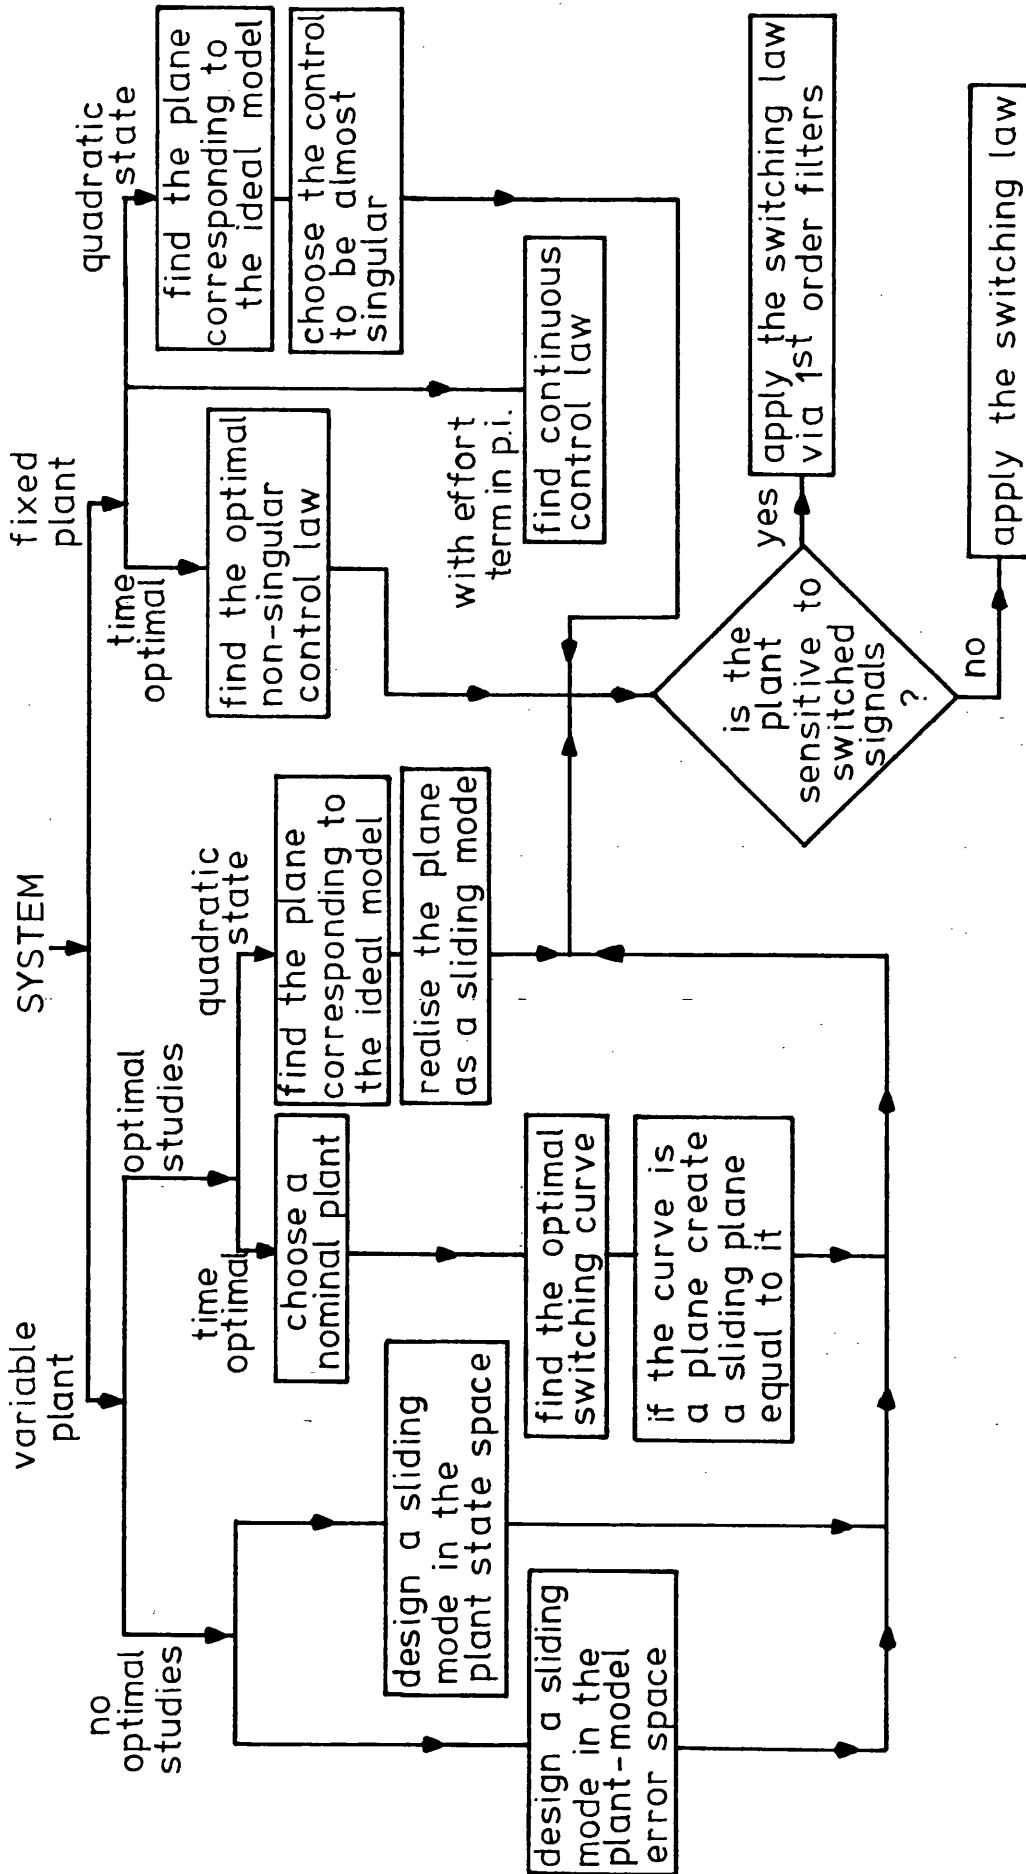 SYSTEM
variable
plant
fixed
plant
no
optimal
studies
optimal
studies
time
optimal
quadratic
state
time
optimal
quadratic
state
design a sliding
mode in the
plant-model
error space
design a sliding
mode in the
plant state space
choose a
nominal plant
find the optimal
switching curve
if the curve is
a plane create
a sliding plane
equal to it
find the plane
corresponding to
the ideal model
realise the plane
as a sliding mode
find the optimal
non-singular
control law
with effort
term in p.i.
find continuous
control law
find the plane
corresponding to
the ideal model
choose the control
to be almost
singular
is the
plant
sensitive to
switched
signals
?
yes
apply the switching law
via 1st order filters
no
apply the switching law